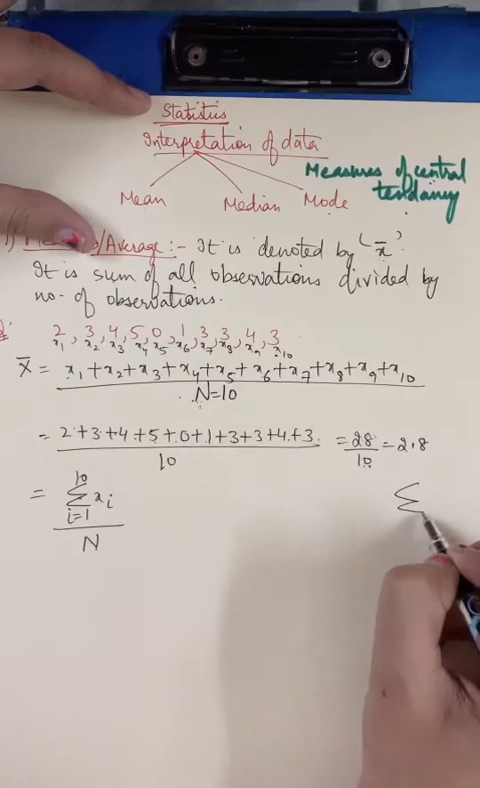 Statistics
Interpretation of data
Measures of central
tendency
Mean Median Mode
/Average :- It is denoted by 'x̄'.
It is sum of all observations divided by
no. of observations.
2, 3, 4, 5, 0, 1, 3, 3, 4, 3
x₁, x₂, x₃, x₄, x₅, x₆, x₇, x₈, x₉, x₁₀
X̄ = x₁+x₂+x₃+x₄+x₅+x₆+x₇+x₈+x₉+x₁₀
N=10
= 2+3+4+5+0+1+3+3+4+3 = 28 = 2.8
10 10
= 10
Σ xᵢ Σ
i=1
N